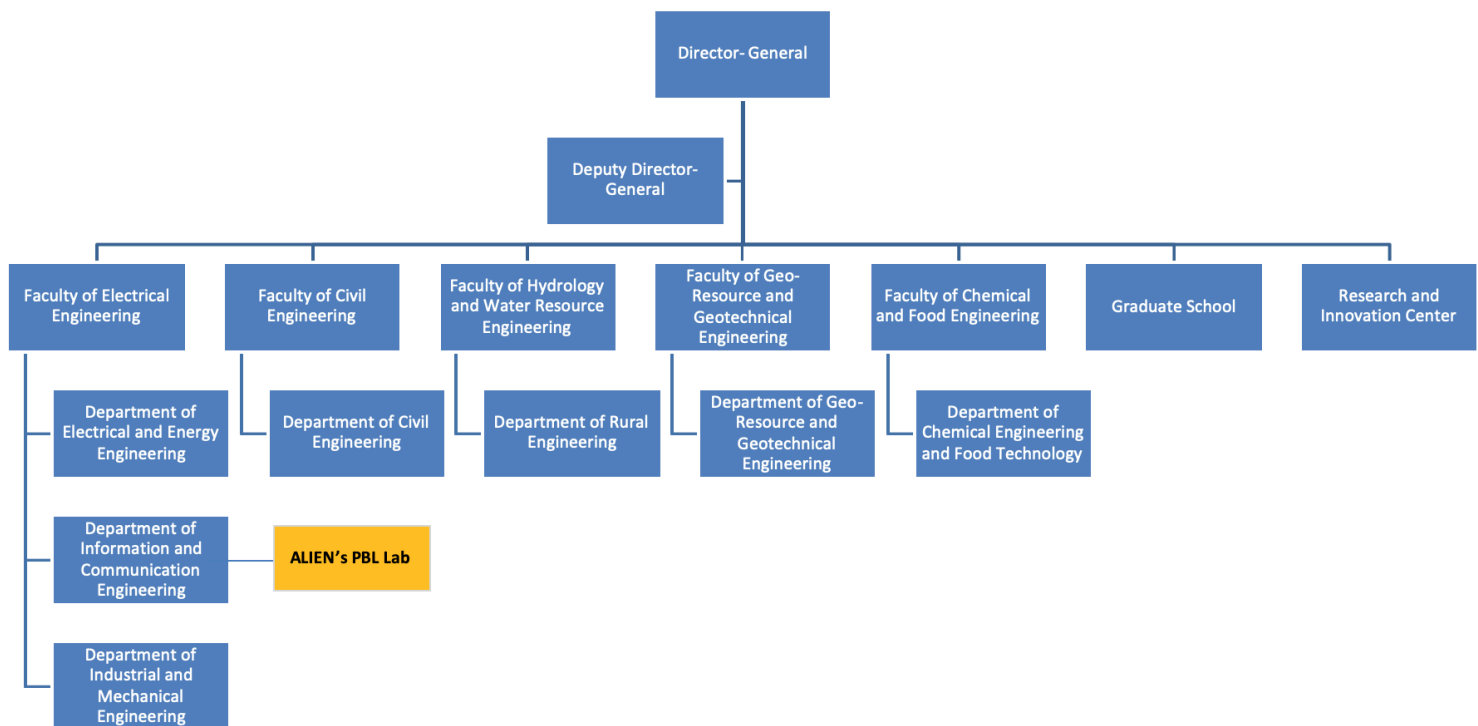 Director- General
Deputy Director-
General
Faculty of Electrical
Engineering
Faculty of Civil
Engineering
Faculty of Hydrology
and Water Resource
Engineering
Faculty of Geo-
Resource and
Geotechnical
Engineering
Faculty of Chemical
and Food Engineering
Graduate School
Research and
Innovation Center
Department of
Electrical and Energy
Engineering
Department of Civil
Engineering
Department of Rural
Engineering
Department of Geo-
Resource and
Geotechnical
Engineering
Department of
Chemical Engineering
and Food Technology
Department of
Information and
Communication
Engineering
ALIEN’s PBL Lab
Department of
Industrial and
Mechanical
Engineering